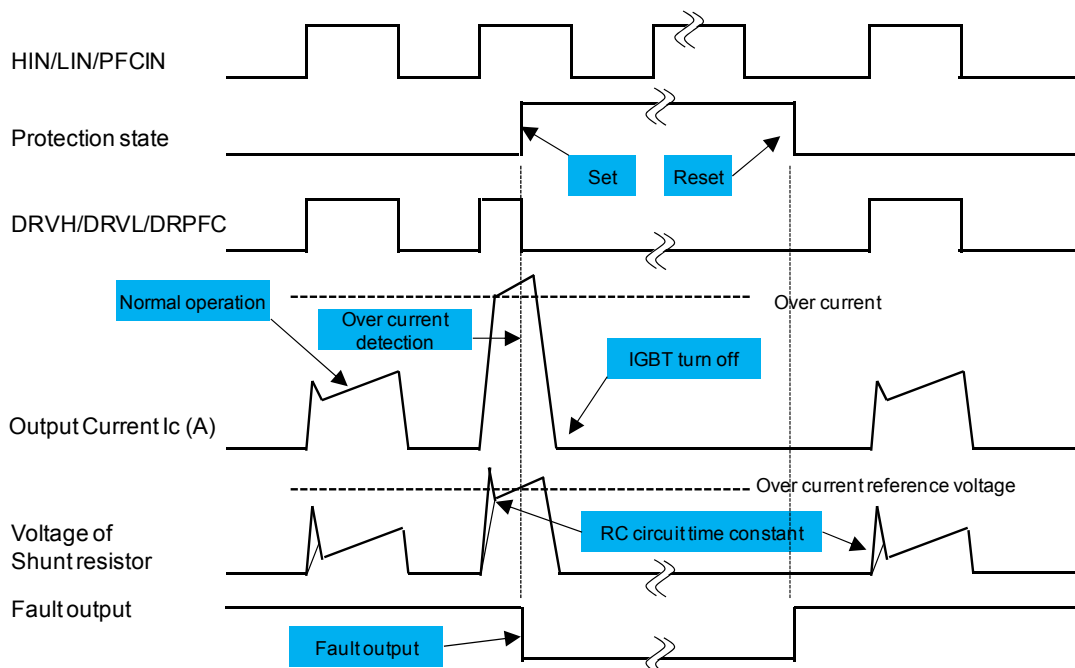 HIN/LIN/PFCIN
Protection state
Set
Reset
DRVH/DRVL/DRPFC
Normal operation
Over current
Over current
detection
IGBT turn off
Output Current Ic (A)
Over current reference voltage
RC circuit time constant
Voltage of
Shunt resistor
Fault output
Fault output